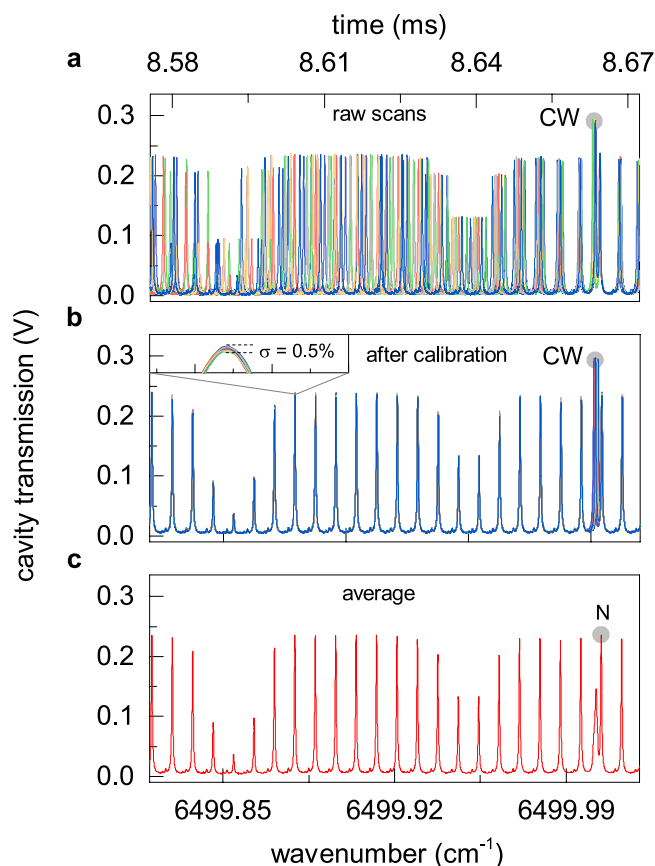 time (ms)
a
8.58 8.61 8.64 8.67
raw scans
CW
0.3
0.2
0.1
0.0
b
σ = 0.5%
after calibration
CW
0.3
0.2
0.1
0.0
cavity transmission (V)
c
average
N
0.3
0.2
0.1
0.0
6499.85 6499.92 6499.99
wavenumber (cm⁻¹)